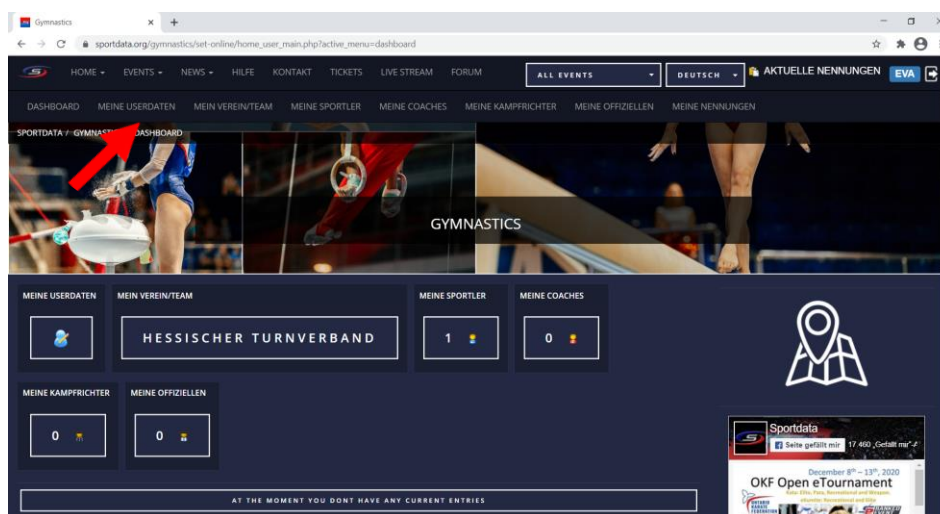 Gymnastics
sportdata.org/gymnastics/set-online/home_user_main.php?active_menu=dashboard
HOME EVENTS NEWS HILFE KONTAKT TICKETS LIVE STREAM FORUM ALL EVENTS DEUTSCH AKTUELLE NENNUNGEN EVA
DASHBOARD MEINE USERDATEN MEIN VEREIN/TEAM MEINE SPORTLER MEINE COACHES MEINE KAMPFRICHTER MEINE OFFIZIELLEN MEINE NENNUNGEN
SPORTDATA / DASHBOARD
GYMNASTICS
MEINE USERDATEN MEIN VEREIN/TEAM MEINE SPORTLER MEINE COACHES
HESSISCHER TURNVERBAND 1 0
MEINE KAMPFRICHTER MEINE OFFIZIELLEN
0 0
Sportdata
Seite gefällt mir 17 460 „Gefällt mir“
December 8th – 13th, 2020
OKF Open eTournament
AT THE MOMENT YOU DONT HAVE ANY CURRENT ENTRIES